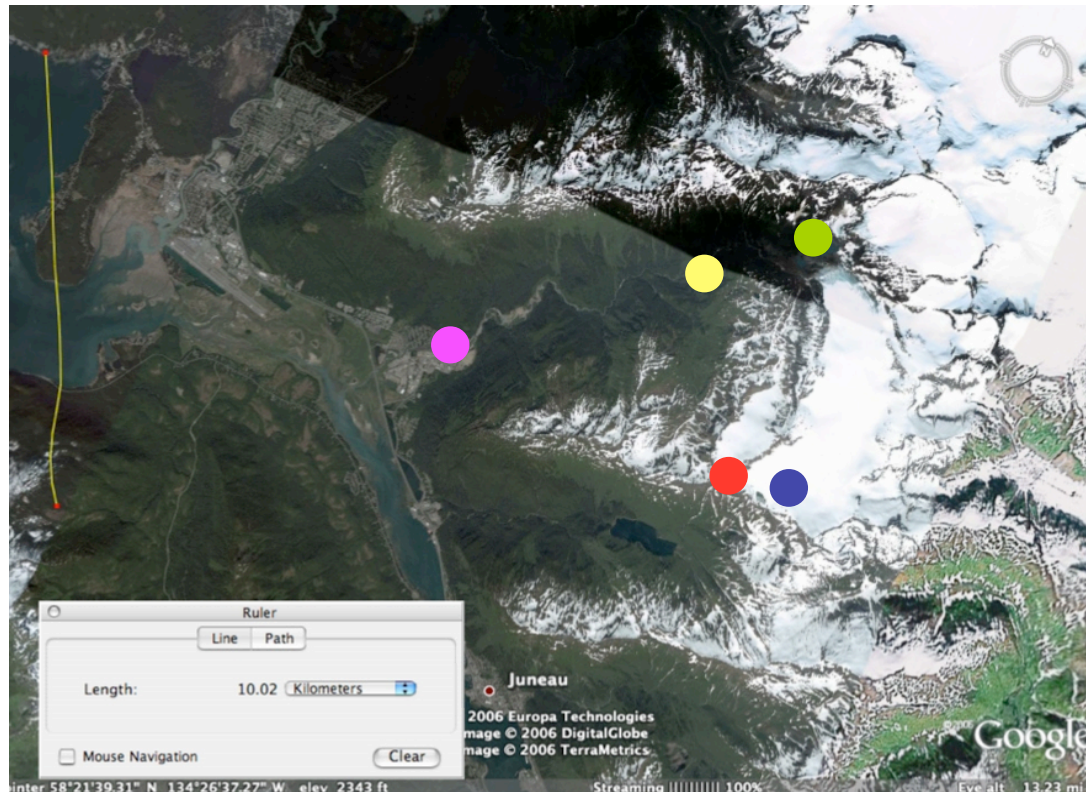 N
Ruler
Line Path
Length: 10.02 Kilometers
Mouse Navigation Clear
Juneau
2006 Europa Technologies
mage © 2006 DigitalGlobe
mage © 2006 TerraMetrics
Google
inter 58°21'39.31" N 134°26'37.27" W elev 2343 ft Streaming ||||||||| 100% Eye alt 13.23 mi